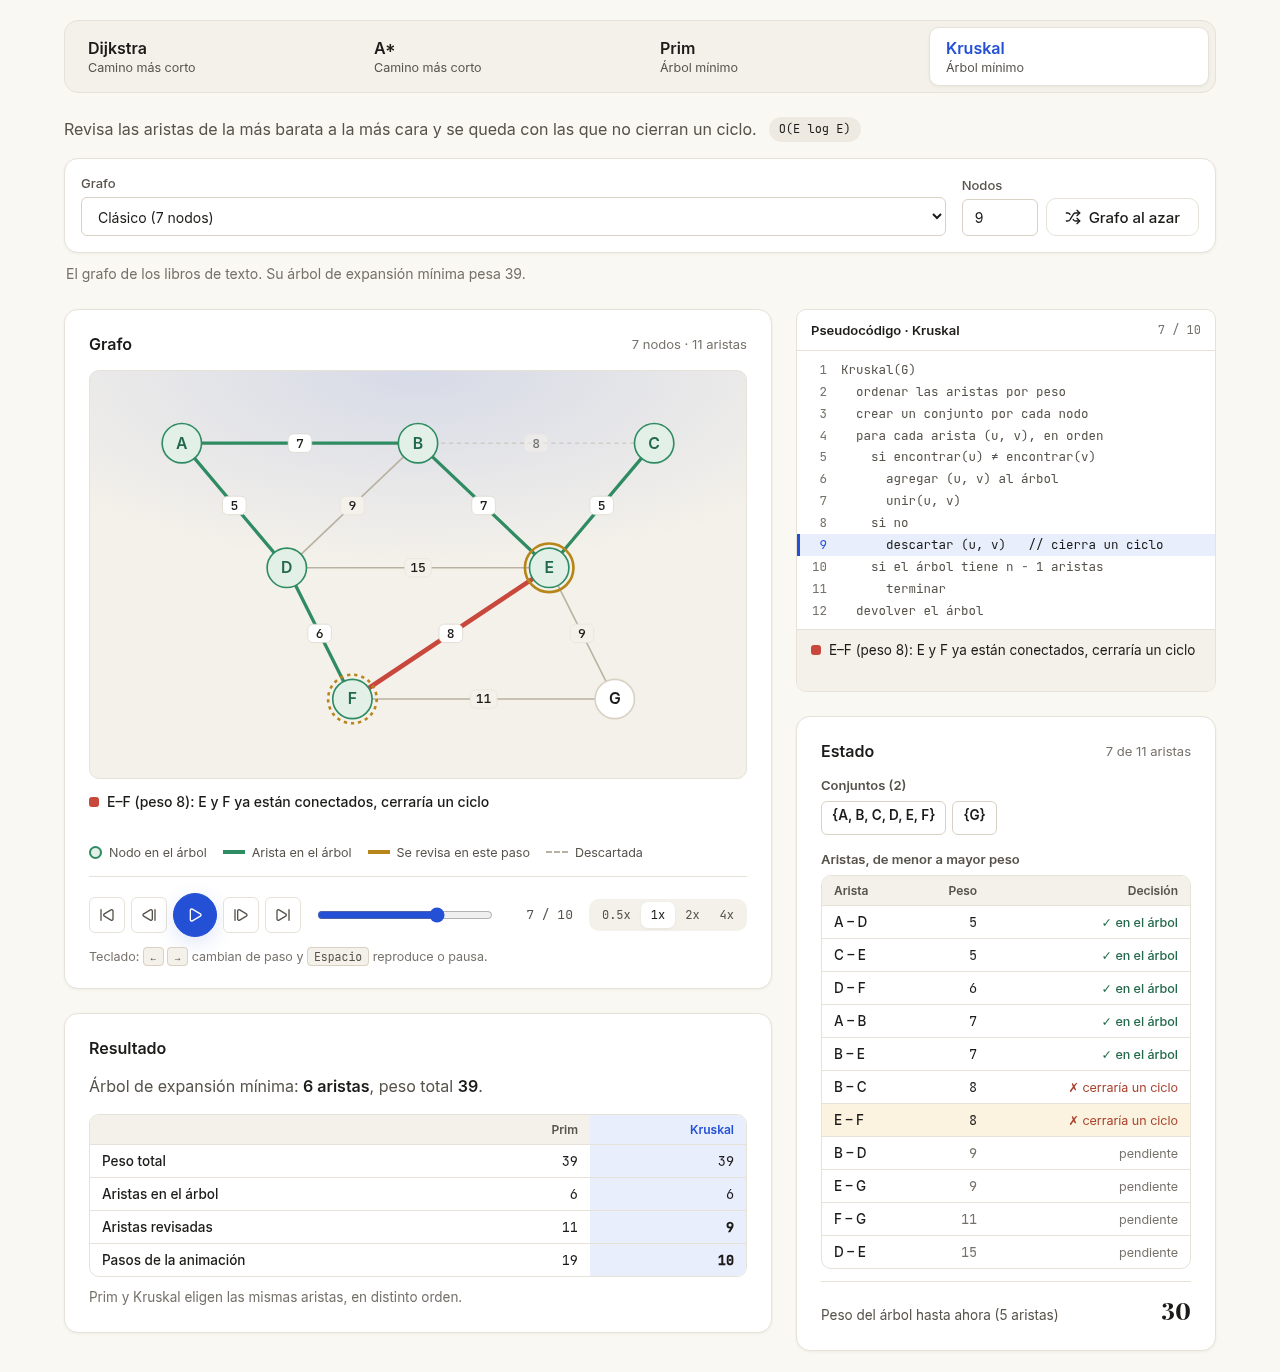 Dijkstra
Camino más corto
A*
Camino más corto
Prim
Árbol mínimo
Kruskal
Árbol mínimo
Revisa las aristas de la más barata a la más cara y se queda con las que no cierran un ciclo. O(E log E)
Grafo
Clásico (7 nodos)
Nodos
9
Grafo al azar
El grafo de los libros de texto. Su árbol de expansión mínima pesa 39.
Grafo
7 nodos · 11 aristas
A 7 B 8 C
5 9 7 5
D 15 E
6 8 9
F 11 G
E–F (peso 8): E y F ya están conectados, cerraría un ciclo
Nodo en el árbol Arista en el árbol Se revisa en este paso Descartada
7 / 10 0.5x 1x 2x 4x
Teclado: ← → cambian de paso y Espacio reproduce o pausa.
Resultado
Árbol de expansión mínima: 6 aristas, peso total 39.
Prim Kruskal
Peso total 39 39
Aristas en el árbol 6 6
Aristas revisadas 11 9
Pasos de la animación 19 10
Prim y Kruskal eligen las mismas aristas, en distinto orden.
Pseudocódigo · Kruskal 7 / 10
1 Kruskal(G)
2 ordenar las aristas por peso
3 crear un conjunto por cada nodo
4 para cada arista (u, v), en orden
5 si encontrar(u) ≠ encontrar(v)
6 agregar (u, v) al árbol
7 unir(u, v)
8 si no
9 descartar (u, v) // cierra un ciclo
10 si el árbol tiene n - 1 aristas
11 terminar
12 devolver el árbol
E–F (peso 8): E y F ya están conectados, cerraría un ciclo
Estado
7 de 11 aristas
Conjuntos (2)
{A, B, C, D, E, F} {G}
Aristas, de menor a mayor peso
Arista Peso Decisión
A – D 5 ✓ en el árbol
C – E 5 ✓ en el árbol
D – F 6 ✓ en el árbol
A – B 7 ✓ en el árbol
B – E 7 ✓ en el árbol
B – C 8 ✗ cerraría un ciclo
E – F 8 ✗ cerraría un ciclo
B – D 9 pendiente
E – G 9 pendiente
F – G 11 pendiente
D – E 15 pendiente
Peso del árbol hasta ahora (5 aristas) 30